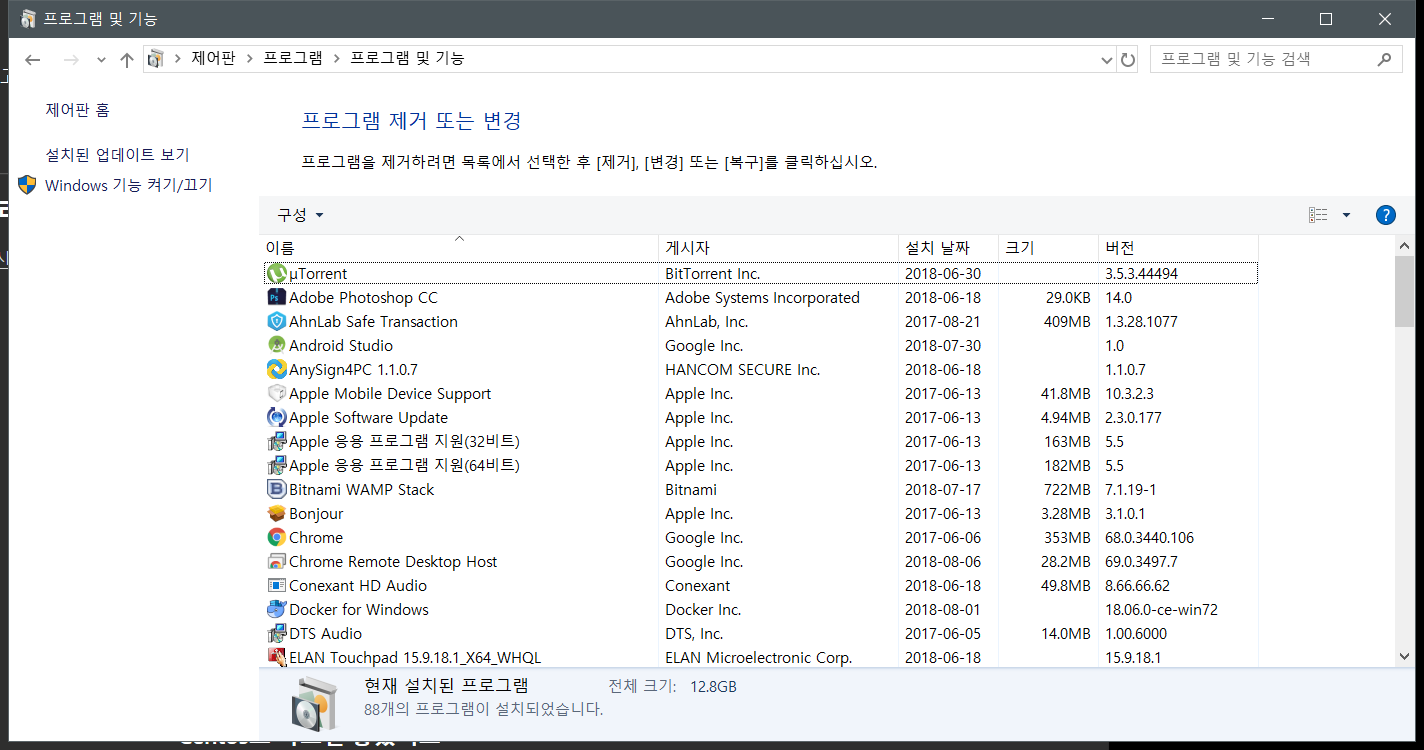 프로그램 및 기능
제어판 프로그램 프로그램 및 기능 프로그램 및 기능 검색
제어판 홈
설치된 업데이트 보기
Windows 기능 켜기/끄기
프로그램 제거 또는 변경
프로그램을 제거하려면 목록에서 선택한 후 [제거], [변경] 또는 [복구]를 클릭하십시오.
구성
이름 게시자 설치 날짜 크기 버전
µTorrent BitTorrent Inc. 2018-06-30 3.5.3.44494
Adobe Photoshop CC Adobe Systems Incorporated 2018-06-18 29.0KB 14.0
AhnLab Safe Transaction AhnLab, Inc. 2017-08-21 409MB 1.3.28.1077
Android Studio Google Inc. 2018-07-30 1.0
AnySign4PC 1.1.0.7 HANCOM SECURE Inc. 2018-06-18 1.1.0.7
Apple Mobile Device Support Apple Inc. 2017-06-13 41.8MB 10.3.2.3
Apple Software Update Apple Inc. 2017-06-13 4.94MB 2.3.0.177
Apple 응용 프로그램 지원(32비트) Apple Inc. 2017-06-13 163MB 5.5
Apple 응용 프로그램 지원(64비트) Apple Inc. 2017-06-13 182MB 5.5
Bitnami WAMP Stack Bitnami 2018-07-17 722MB 7.1.19-1
Bonjour Apple Inc. 2017-06-13 3.28MB 3.1.0.1
Chrome Google Inc. 2017-06-06 353MB 68.0.3440.106
Chrome Remote Desktop Host Google Inc. 2018-08-06 28.2MB 69.0.3497.7
Conexant HD Audio Conexant 2018-06-18 49.8MB 8.66.66.62
Docker for Windows Docker Inc. 2018-08-01 18.06.0-ce-win72
DTS Audio DTS, Inc. 2017-06-05 14.0MB 1.00.6000
ELAN Touchpad 15.9.18.1_X64_WHQL ELAN Microelectronic Corp. 2018-06-18 15.9.18.1
현재 설치된 프로그램 전체 크기: 12.8GB
88개의 프로그램이 설치되었습니다.